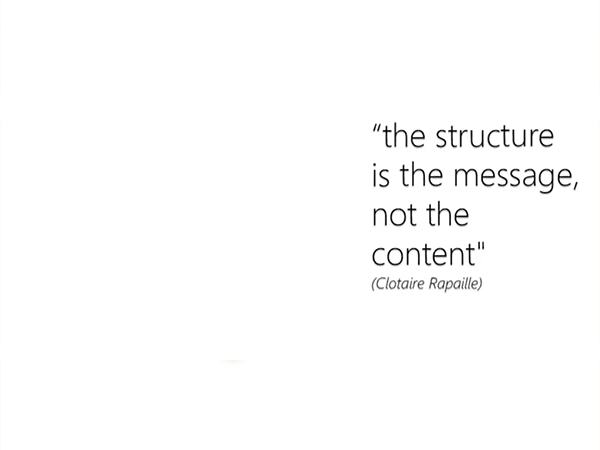 “the structure
is the message,
not the
content"
(Clotaire Rapaille)